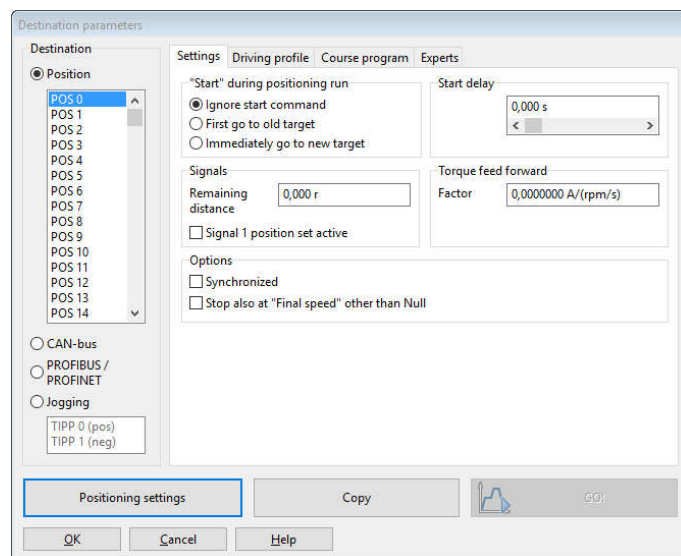 Destination parameters
Destination
Position
POS 0
POS 1
POS 2
POS 3
POS 4
POS 5
POS 6
POS 7
POS 8
POS 9
POS 10
POS 11
POS 12
POS 13
POS 14
CAN-bus
PROFIBUS /
PROFINET
Jogging
TIPP 0 (pos)
TIPP 1 (neg)
Settings Driving profile Course program Experts
"Start" during positioning run
Ignore start command
First go to old target
Immediately go to new target
Start delay
0,000 s
Signals
Remaining distance 0,000 r
Signal 1 position set active
Torque feed forward
Factor 0,0000000 A/(rpm/s)
Options
Synchronized
Stop also at "Final speed" other than Null
Positioning settings Copy GO!
OK Cancel Help